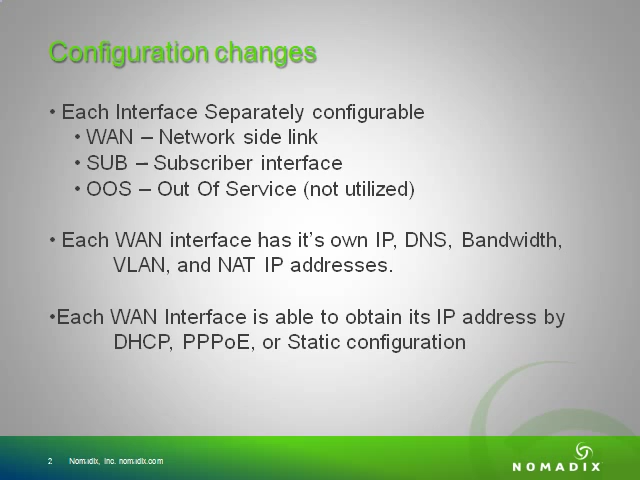 Configuration changes
• Each Interface Separately configurable
• WAN – Network side link
• SUB – Subscriber interface
• OOS – Out Of Service (not utilized)
• Each WAN interface has it's own IP, DNS, Bandwidth,
VLAN, and NAT IP addresses.
•Each WAN Interface is able to obtain its IP address by
DHCP, PPPoE, or Static configuration
2 Nomadix, Inc. nomadix.com
NOMADIX